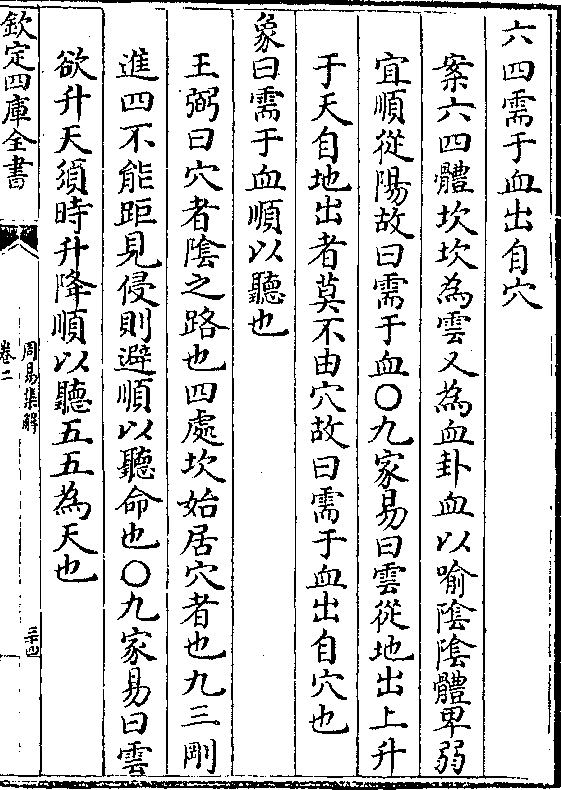 六四需于血出自穴
案六四體坎坎為雲又為血卦血以喻陰陰體卑弱
宜順從陽故曰需于血〇九家易曰雲從地出上升
于天自地出者莫不由穴故曰需于血出自穴也
象曰需于血順以聽也
王弼曰穴者陰之路也四處坎始居穴者也九三剛
進四不能距見侵則避順以聽命也〇九家易曰雲
欲升天須時升降順以聽五五為天也
欽定四庫全書
周易集解
卷二
二十四